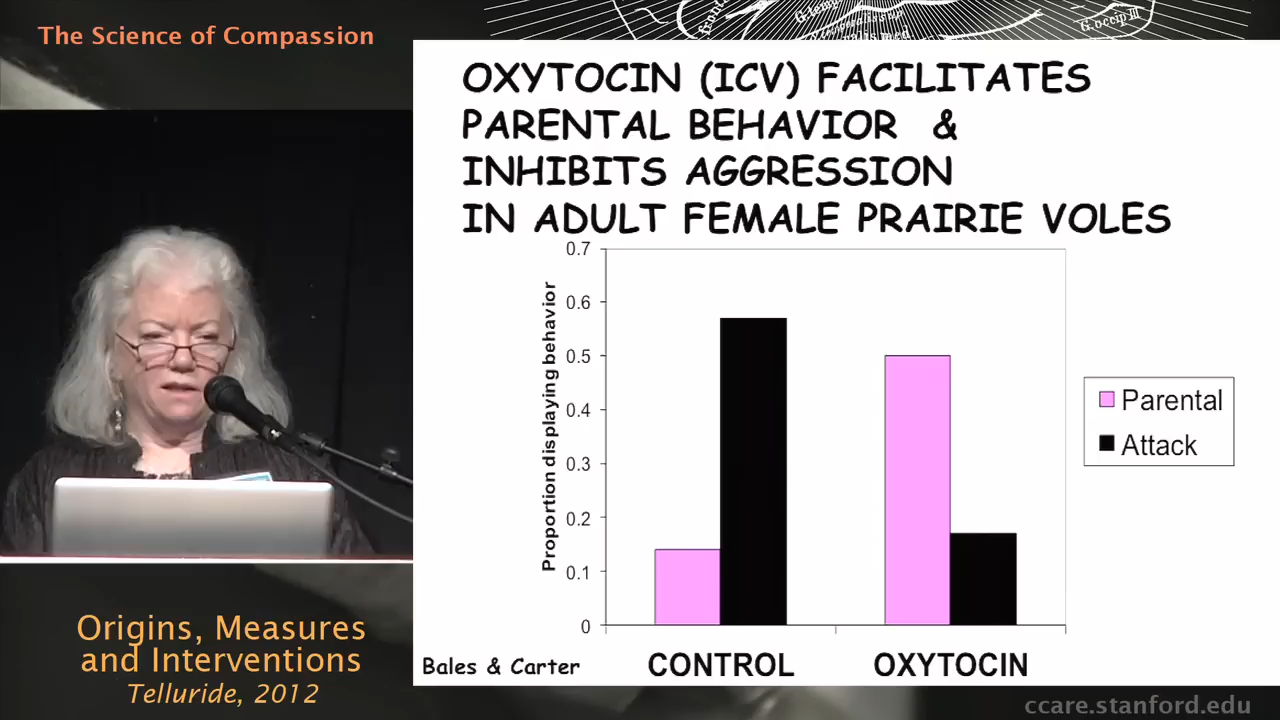 The Science of Compassion
G. occip III
OXYTOCIN (ICV) FACILITATES
PARENTAL BEHAVIOR &
INHIBITS AGGRESSION
IN ADULT FEMALE PRAIRIE VOLES
Proportion displaying behavior
0.7
0.6
0.5
0.4
0.3
0.2
0.1
0
CONTROL
OXYTOCIN
Parental
Attack
Bales & Carter
Origins, Measures
and Interventions
Telluride, 2012
ccare.stanford.edu